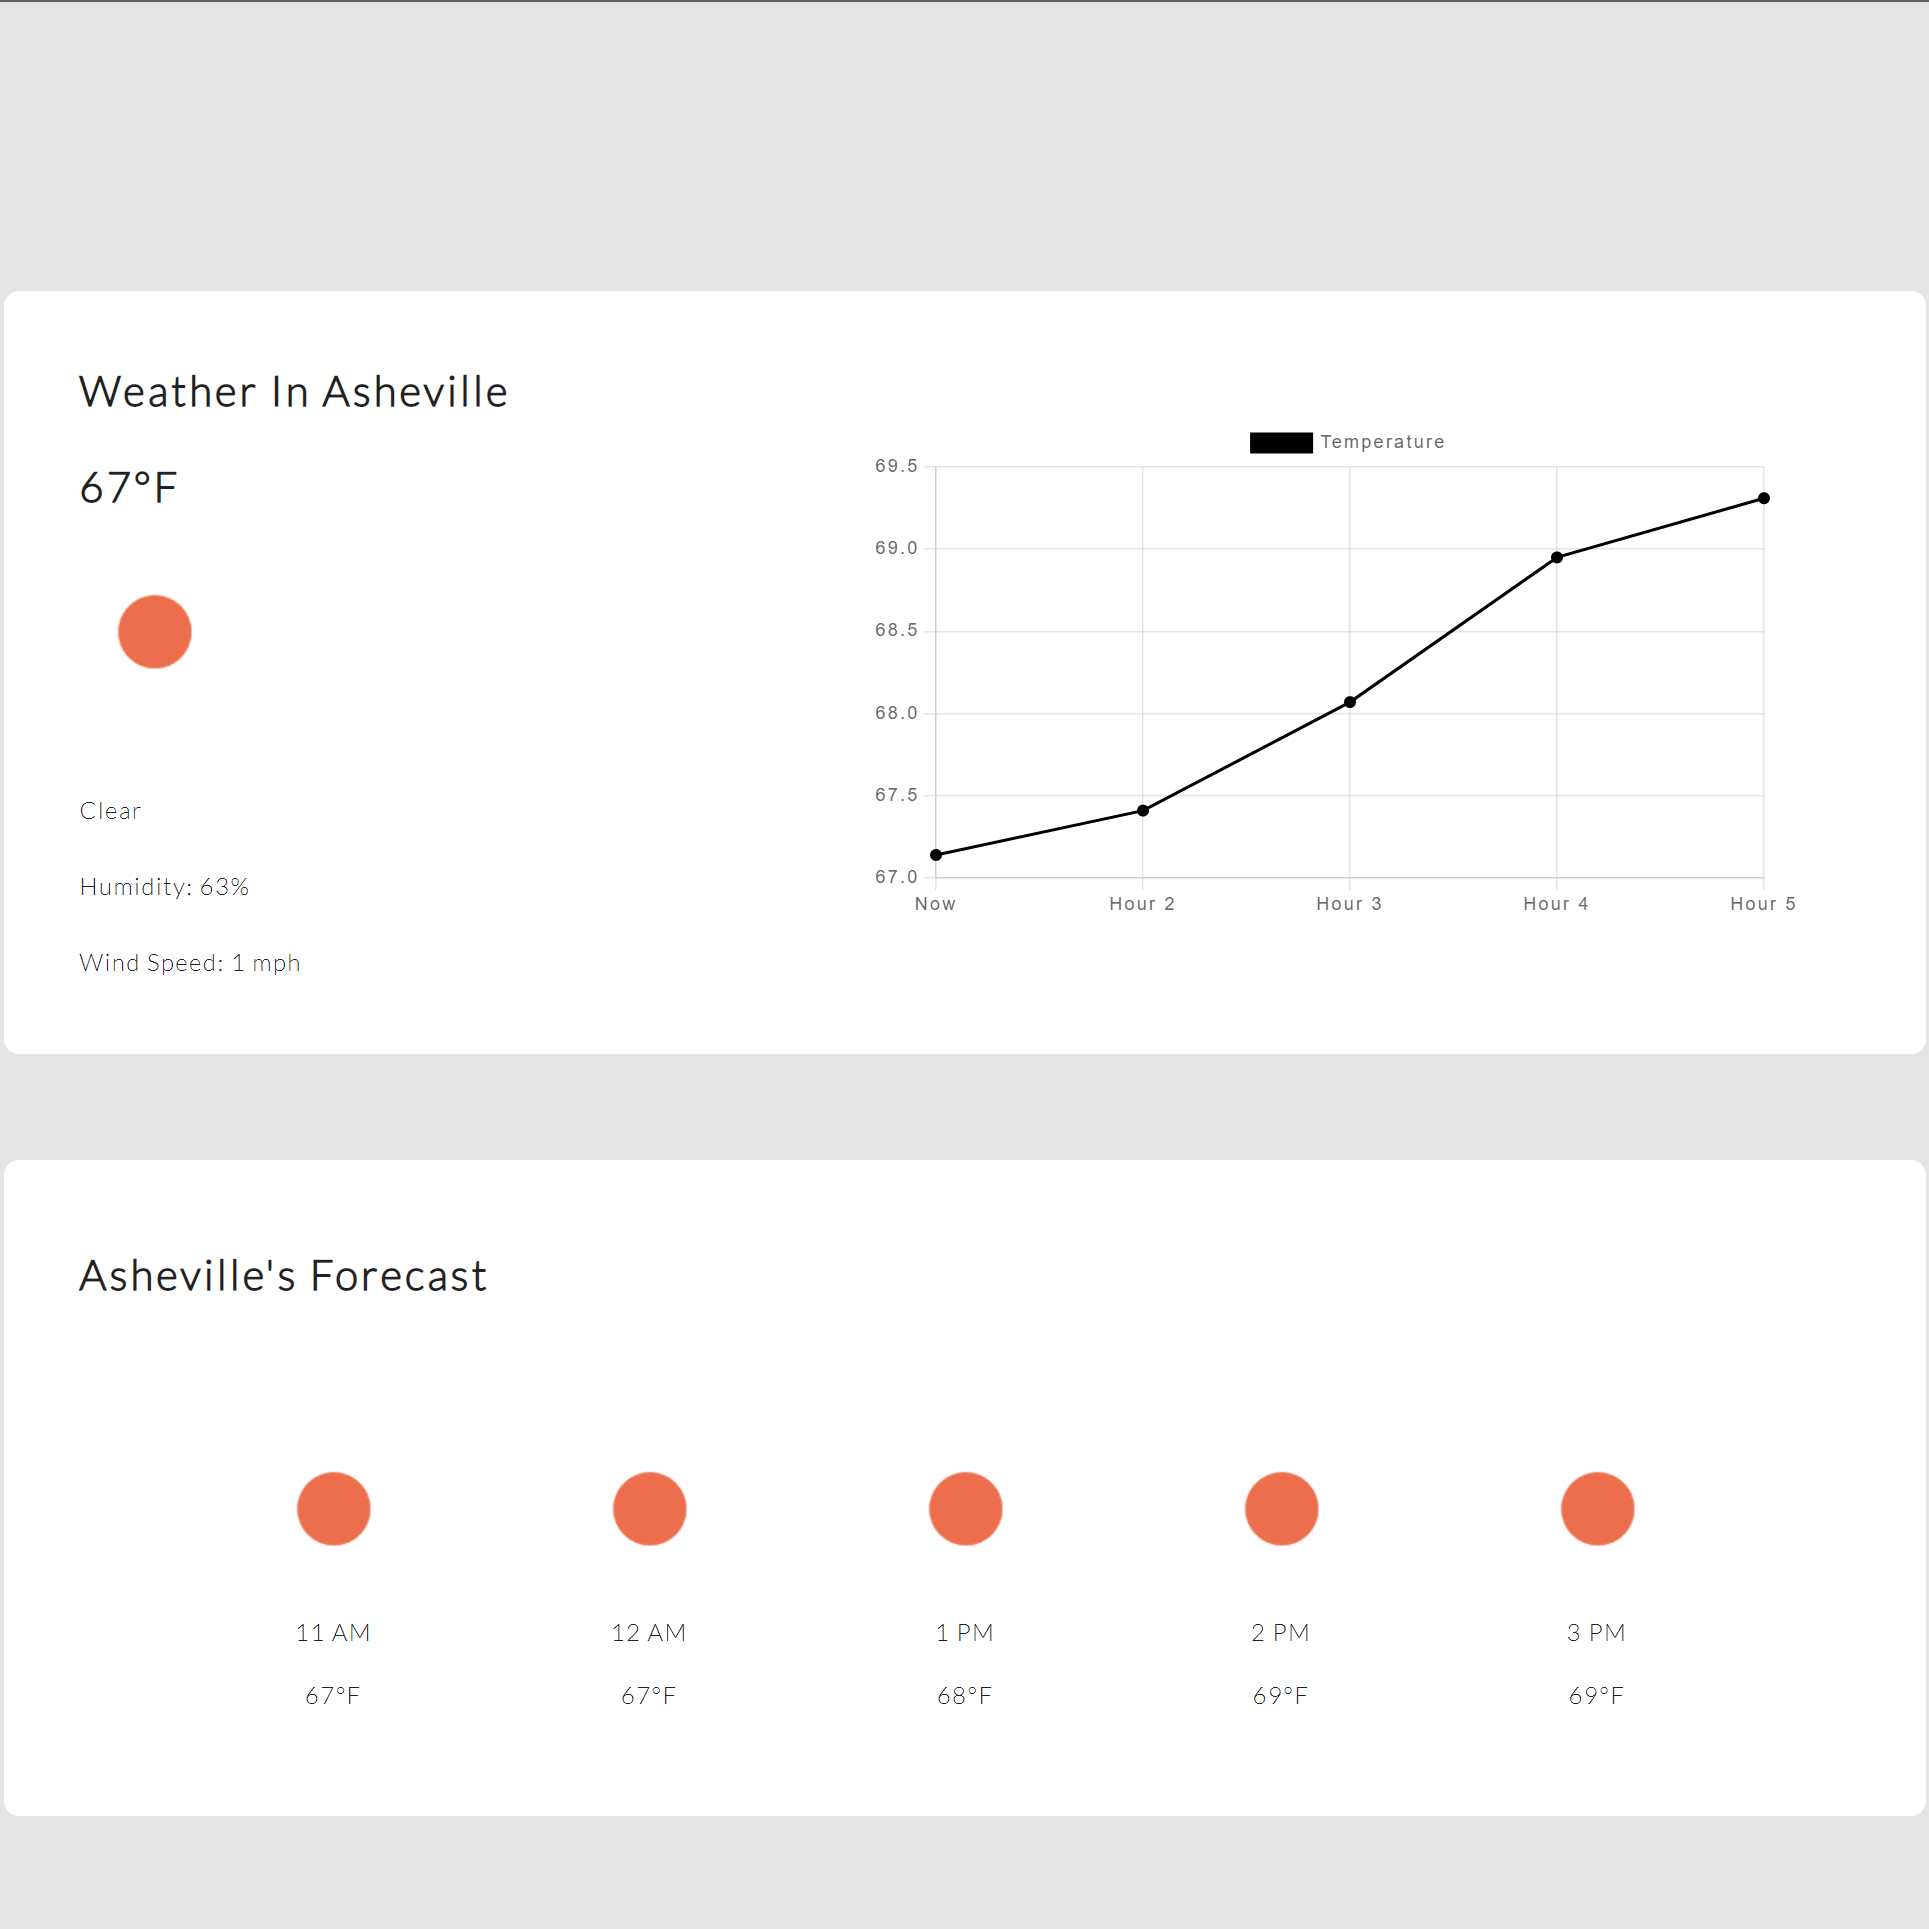 Weather In Asheville
67°F
Clear
Humidity: 63%
Wind Speed: 1 mph
Temperature
69.5
69.0
68.5
68.0
67.5
67.0
Now Hour 2 Hour 3 Hour 4 Hour 5
Asheville's Forecast
11 AM 12 AM 1 PM 2 PM 3 PM
67°F 67°F 68°F 69°F 69°F